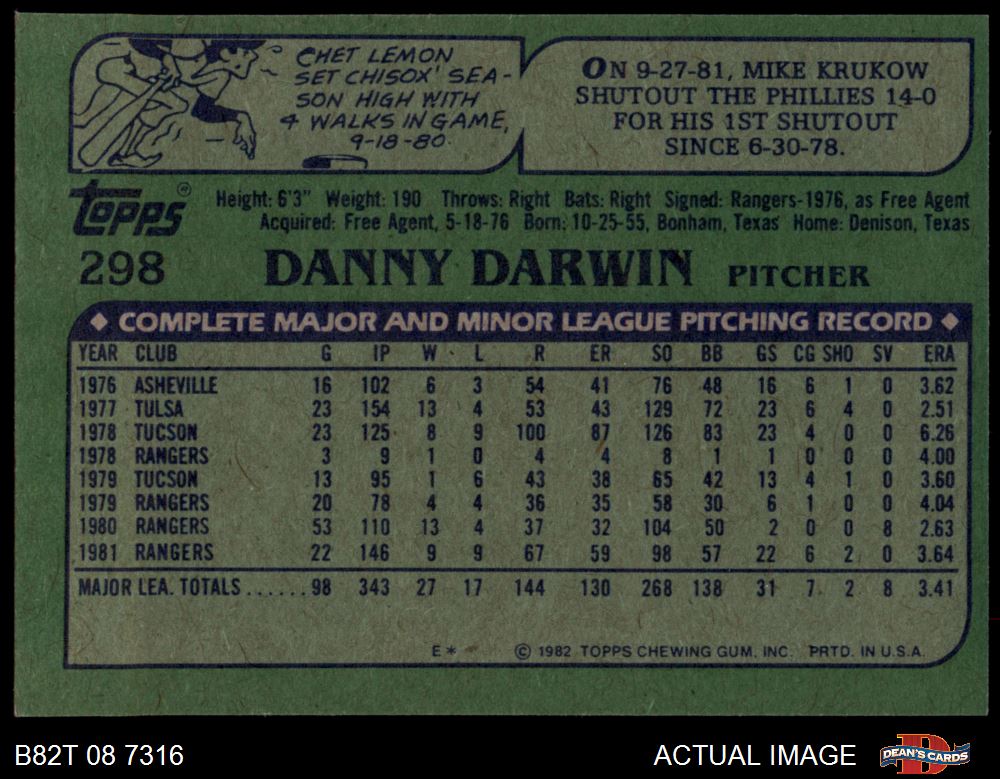 CHET LEMON
SET CHISOX' SEA-
SON HIGH WITH
4 WALKS IN GAME,
9-18-80.
ON 9-27-81, MIKE KRUKOW
SHUTOUT THE PHILLIES 14-0
FOR HIS 1ST SHUTOUT
SINCE 6-30-78.
Topps®
Height: 6'3" Weight: 190 Throws: Right Bats: Right Signed: Rangers-1976, as Free Agent
Acquired: Free Agent, 5-18-76 Born: 10-25-55, Bonham, Texas Home: Denison, Texas
298 DANNY DARWIN PITCHER
◆ COMPLETE MAJOR AND MINOR LEAGUE PITCHING RECORD ◆
YEAR CLUB G IP W L R ER SO BB GS CG SHO SV ERA
1976 ASHEVILLE 16 102 6 3 54 41 76 48 16 6 1 0 3.62
1977 TULSA 23 154 13 4 53 43 129 72 23 6 4 0 2.51
1978 TUCSON 23 125 8 9 100 87 126 83 23 4 0 0 6.26
1978 RANGERS 3 9 1 0 4 4 8 1 1 0 0 0 4.00
1979 TUCSON 13 95 1 6 43 38 65 42 13 4 1 0 3.60
1979 RANGERS 20 78 4 4 36 35 58 30 6 1 0 0 4.04
1980 RANGERS 53 110 13 4 37 32 104 50 2 0 0 8 2.63
1981 RANGERS 22 146 9 9 67 59 98 57 22 6 2 0 3.64
MAJOR LEA. TOTALS......98 343 27 17 144 130 268 138 31 7 2 8 3.41
E* © 1982 TOPPS CHEWING GUM, INC. PRTD. IN U.S.A.
B82T 08 7316 ACTUAL IMAGE DEAN'S CARDS